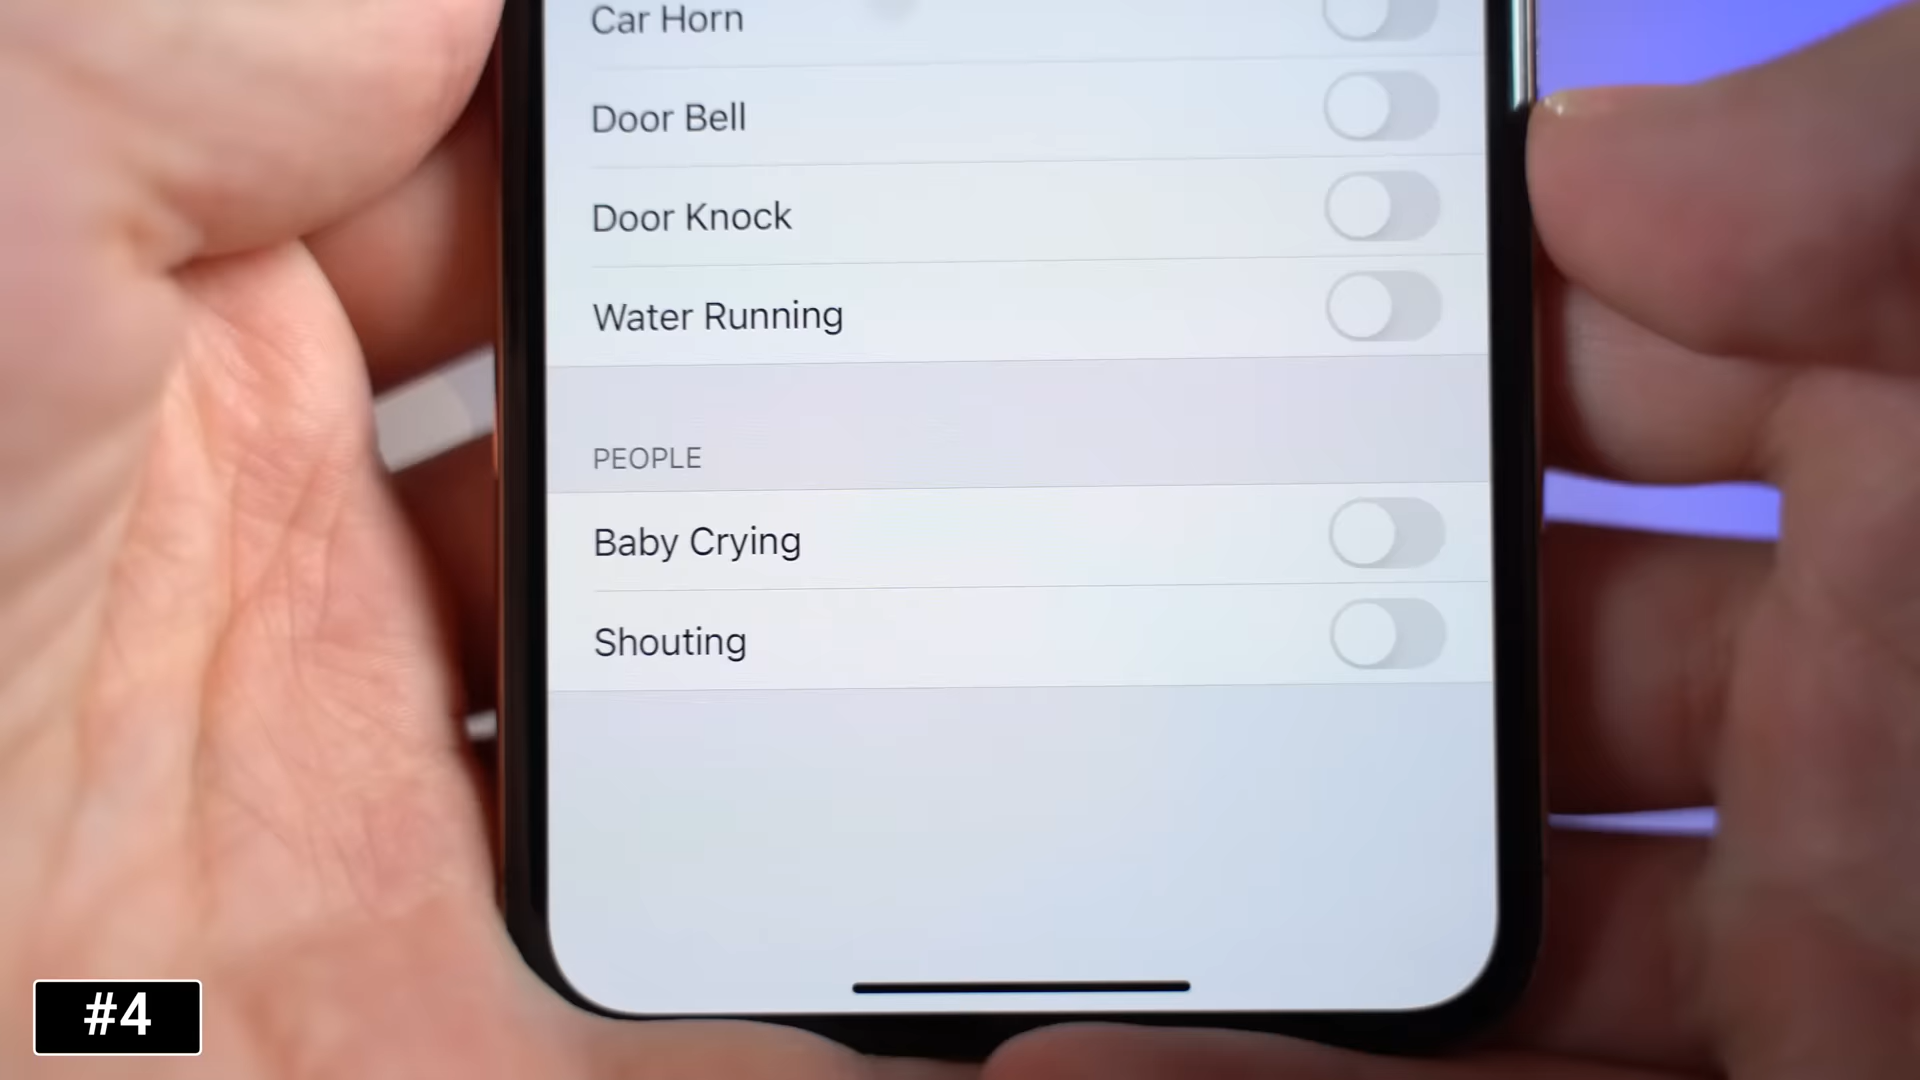 Car Horn
Door Bell
Door Knock
Water Running
PEOPLE
Baby Crying
Shouting
#4